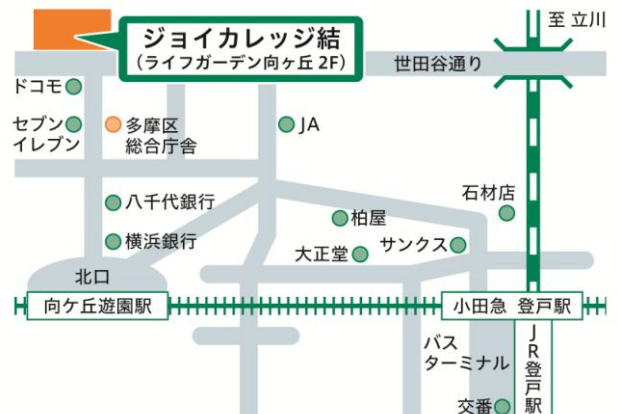 至 立川
ジョイカレッジ結
(ライフガーデン向ヶ丘 2F)
世田谷通り
ドコモ
セブン
イレブン
多摩区
総合庁舎
JA
八千代銀行
石材店
柏屋
横浜銀行
大正堂
サンクス
北口
向ケ丘遊園駅
小田急 登戸駅
バス
ターミナル
JR登戸駅
交番